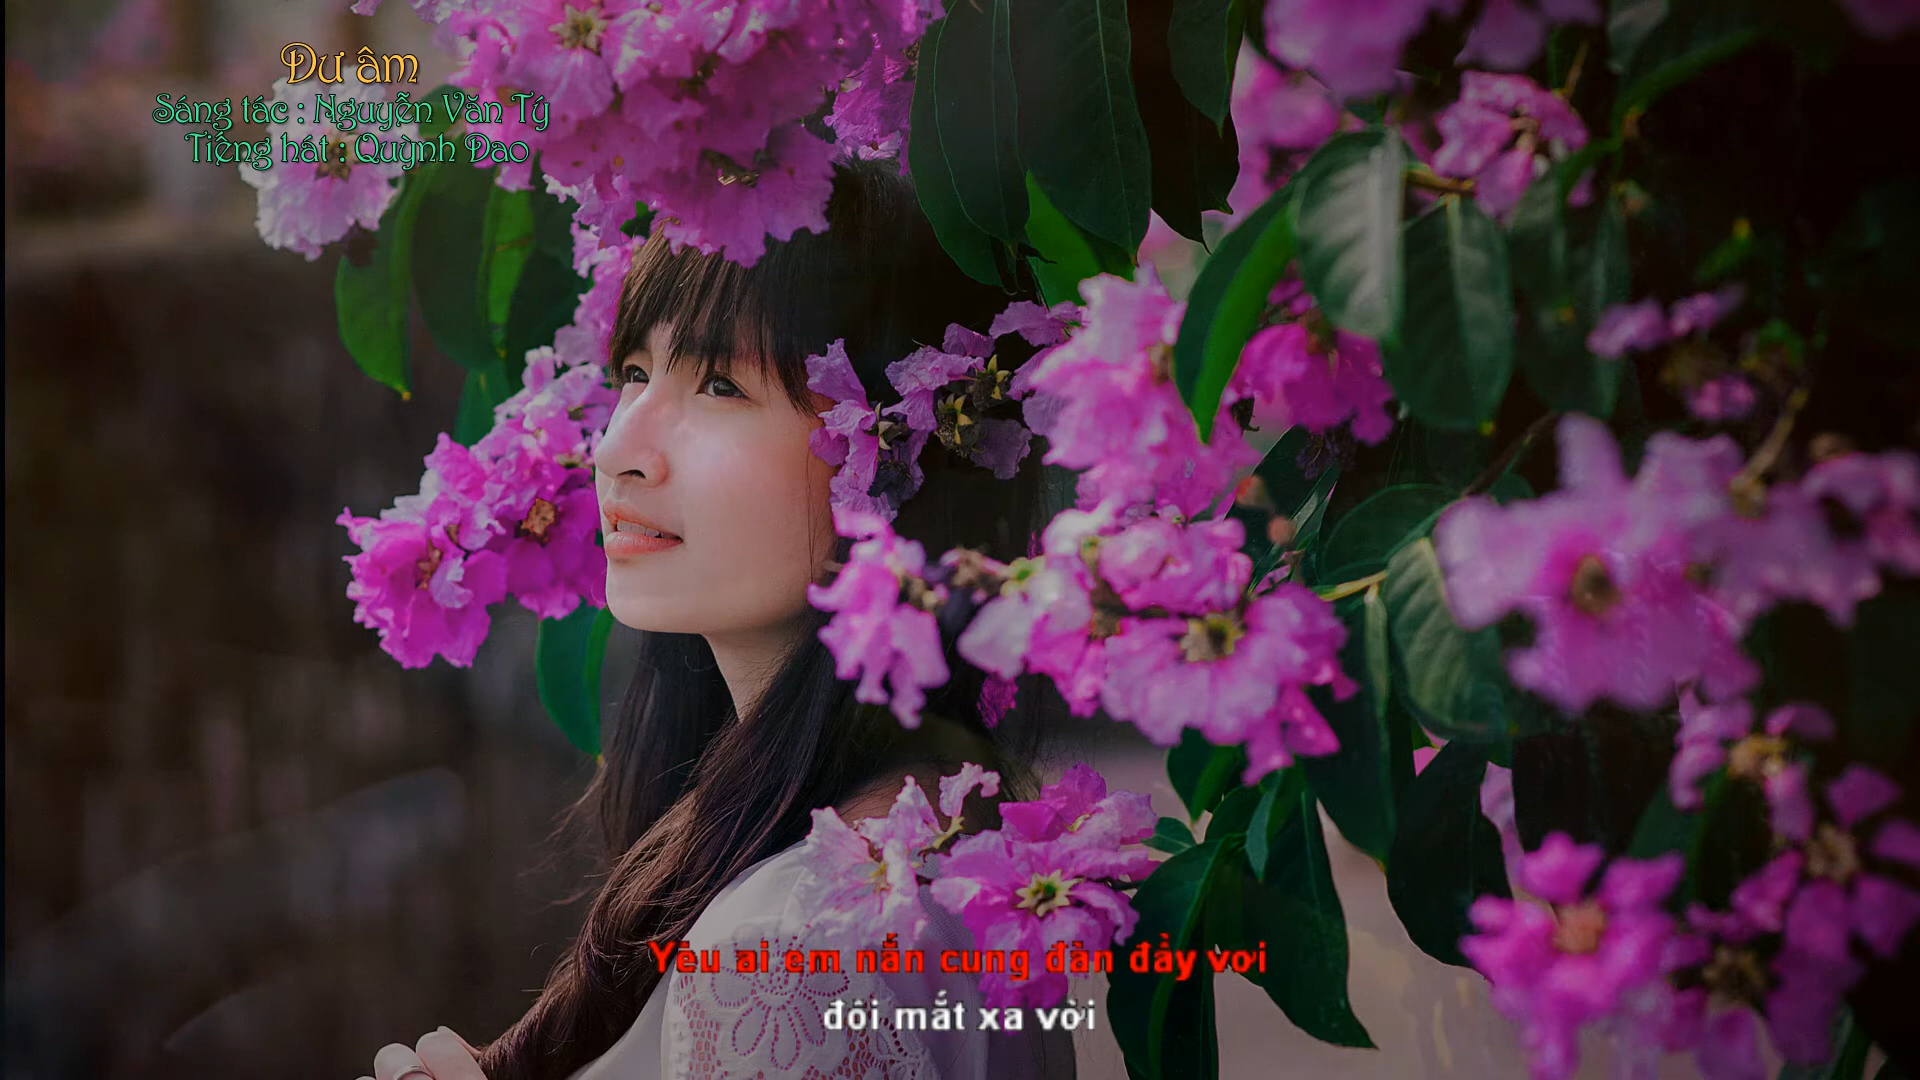 Dư âm
Sáng tác : Nguyễn Văn Tý
Tiếng hát : Quỳnh Dao
Yêu ai em nắn cung đàn đầy vơi
đôi mắt xa vời